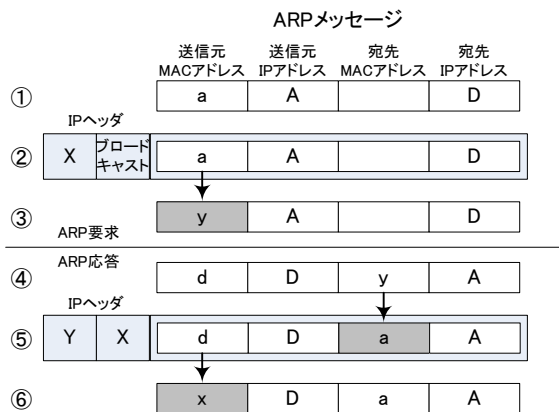 ARPメッセージ
送信元 送信元 宛先 宛先
MACアドレス IPアドレス MACアドレス IPアドレス
① a A D
IPヘッダ
② X ブロード
キャスト a A D
③ y A D
ARP要求
ARP応答
④ d D y A
IPヘッダ
⑤ Y X d D a A
⑥ x D a A